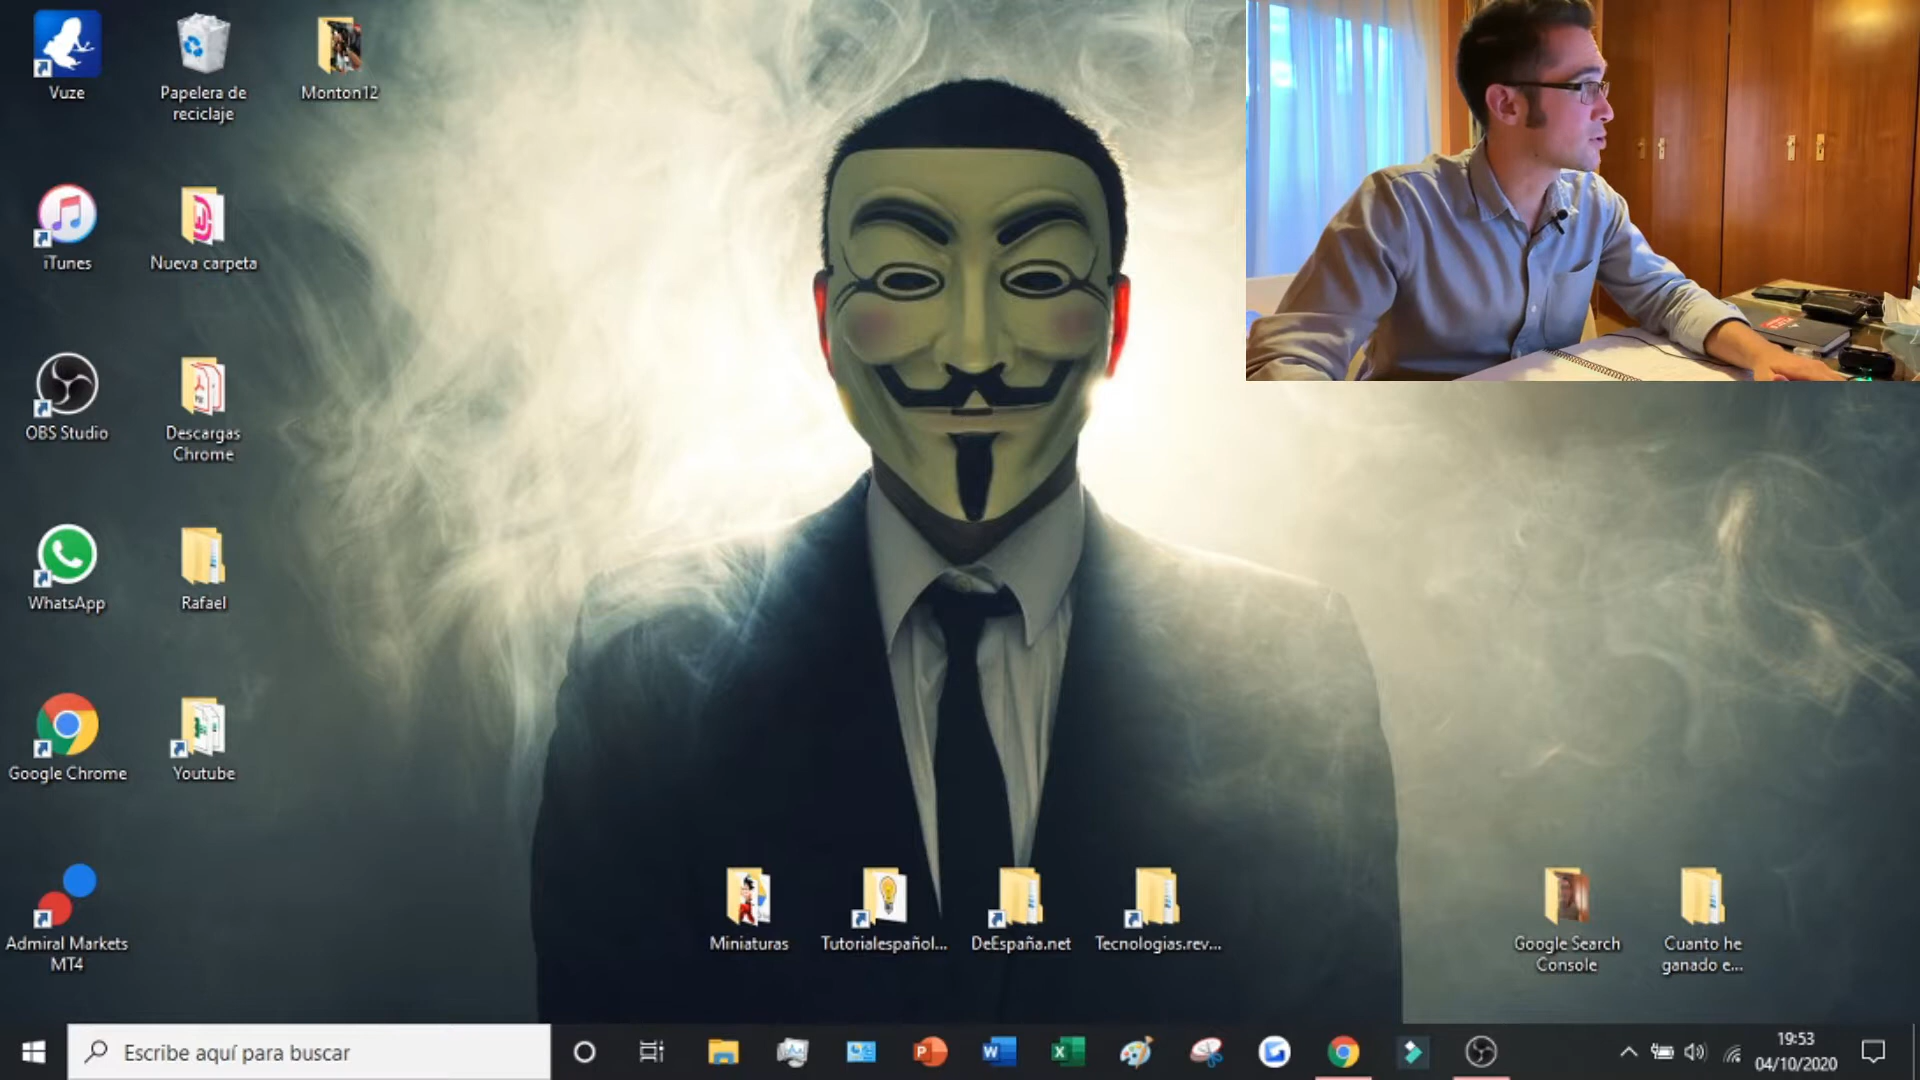 Vuze
Papelera de
reciclaje
Monton12
iTunes
Nueva carpeta
OBS Studio
Descargas
Chrome
WhatsApp
Rafael
Google Chrome
Youtube
Admiral Markets
MT4
Miniaturas
Tutorialespañol...
DeEspaña.net
Tecnologias.rev...
Google Search
Console
Cuanto he
ganado e...
Escribe aquí para buscar
19:53
04/10/2020